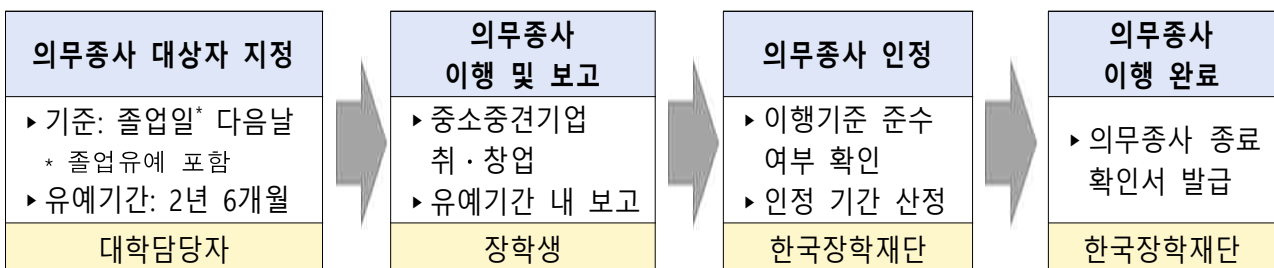 의무종사 대상자 지정
▸기준: 졸업일* 다음날
* 졸업유예 포함
▸유예기간: 2년 6개월
대학담당자
의무종사
이행 및 보고
▸중소중견기업
취·창업
▸유예기간 내 보고
장학생
의무종사 인정
▸이행기준 준수
여부 확인
▸인정 기간 산정
한국장학재단
의무종사
이행 완료
▸의무종사 종료
확인서 발급
한국장학재단